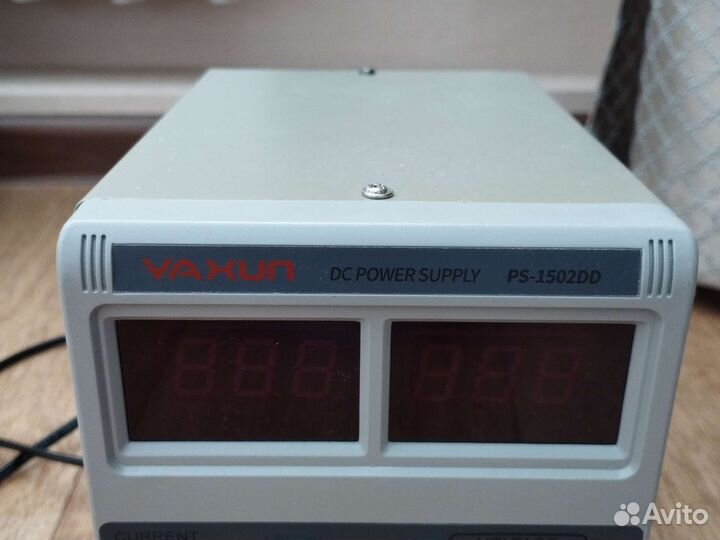 YAXUN DC POWER SUPPLY PS-1502DD
CURRENT
Avito